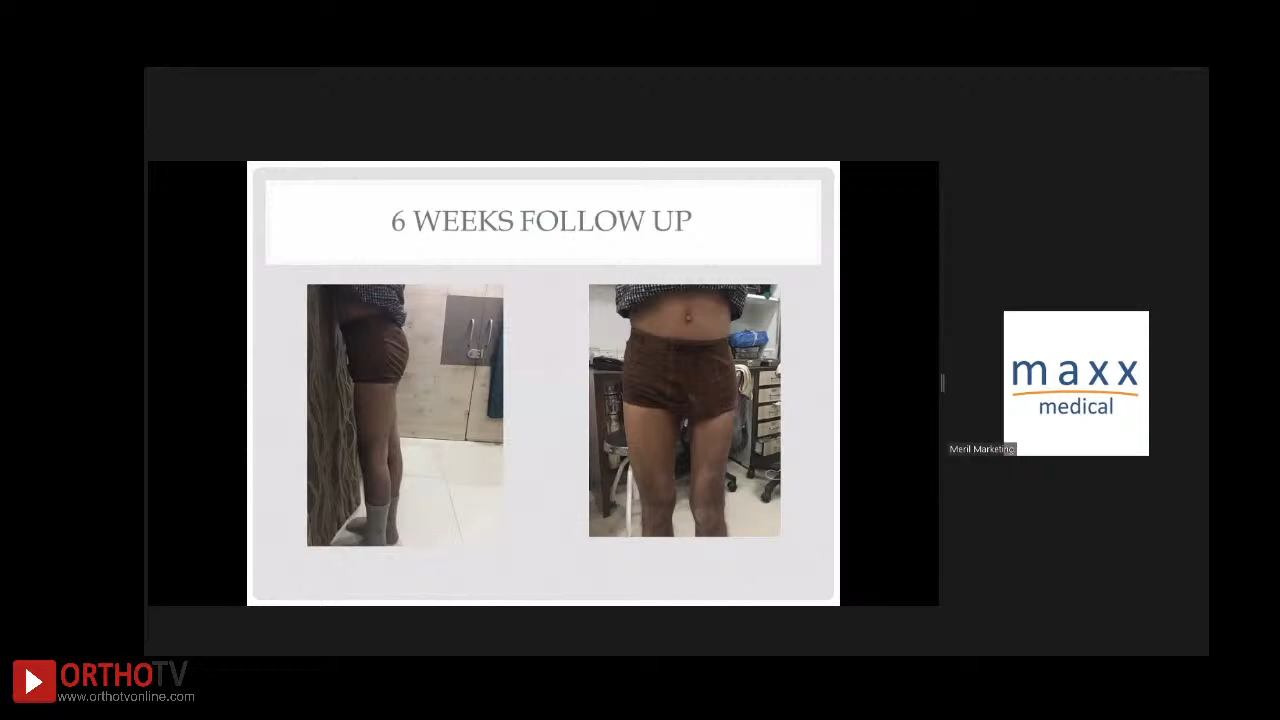 6 WEEKS FOLLOW UP
maxx
medical
Meril Marketing
ORTHOTV
www.orthotvonline.com